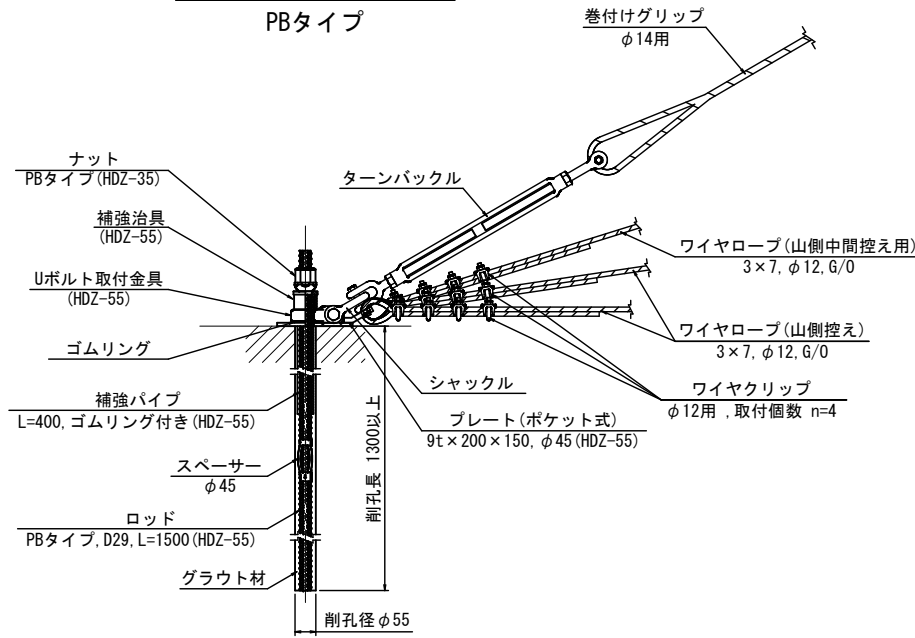 PBタイプ
巻付けグリップ
φ14用
ナット
PBタイプ(HDZ-35)
ターンバックル
補強治具
(HDZ-55)
ワイヤロープ(山側中間控え用)
3×7, φ12, G/O
Uボルト取付金具
(HDZ-55)
ワイヤロープ(山側控え)
3×7, φ12, G/O
ゴムリング
シャックル
ワイヤクリップ
φ12用 , 取付個数 n=4
補強パイプ
L=400, ゴムリング付き(HDZ-55)
プレート(ポケット式)
9t×200×150, φ45(HDZ-55)
削孔長 1300以上
スペーサー
φ45
ロッド
PBタイプ, D29, L=1500(HDZ-55)
グラウト材
削孔径φ55